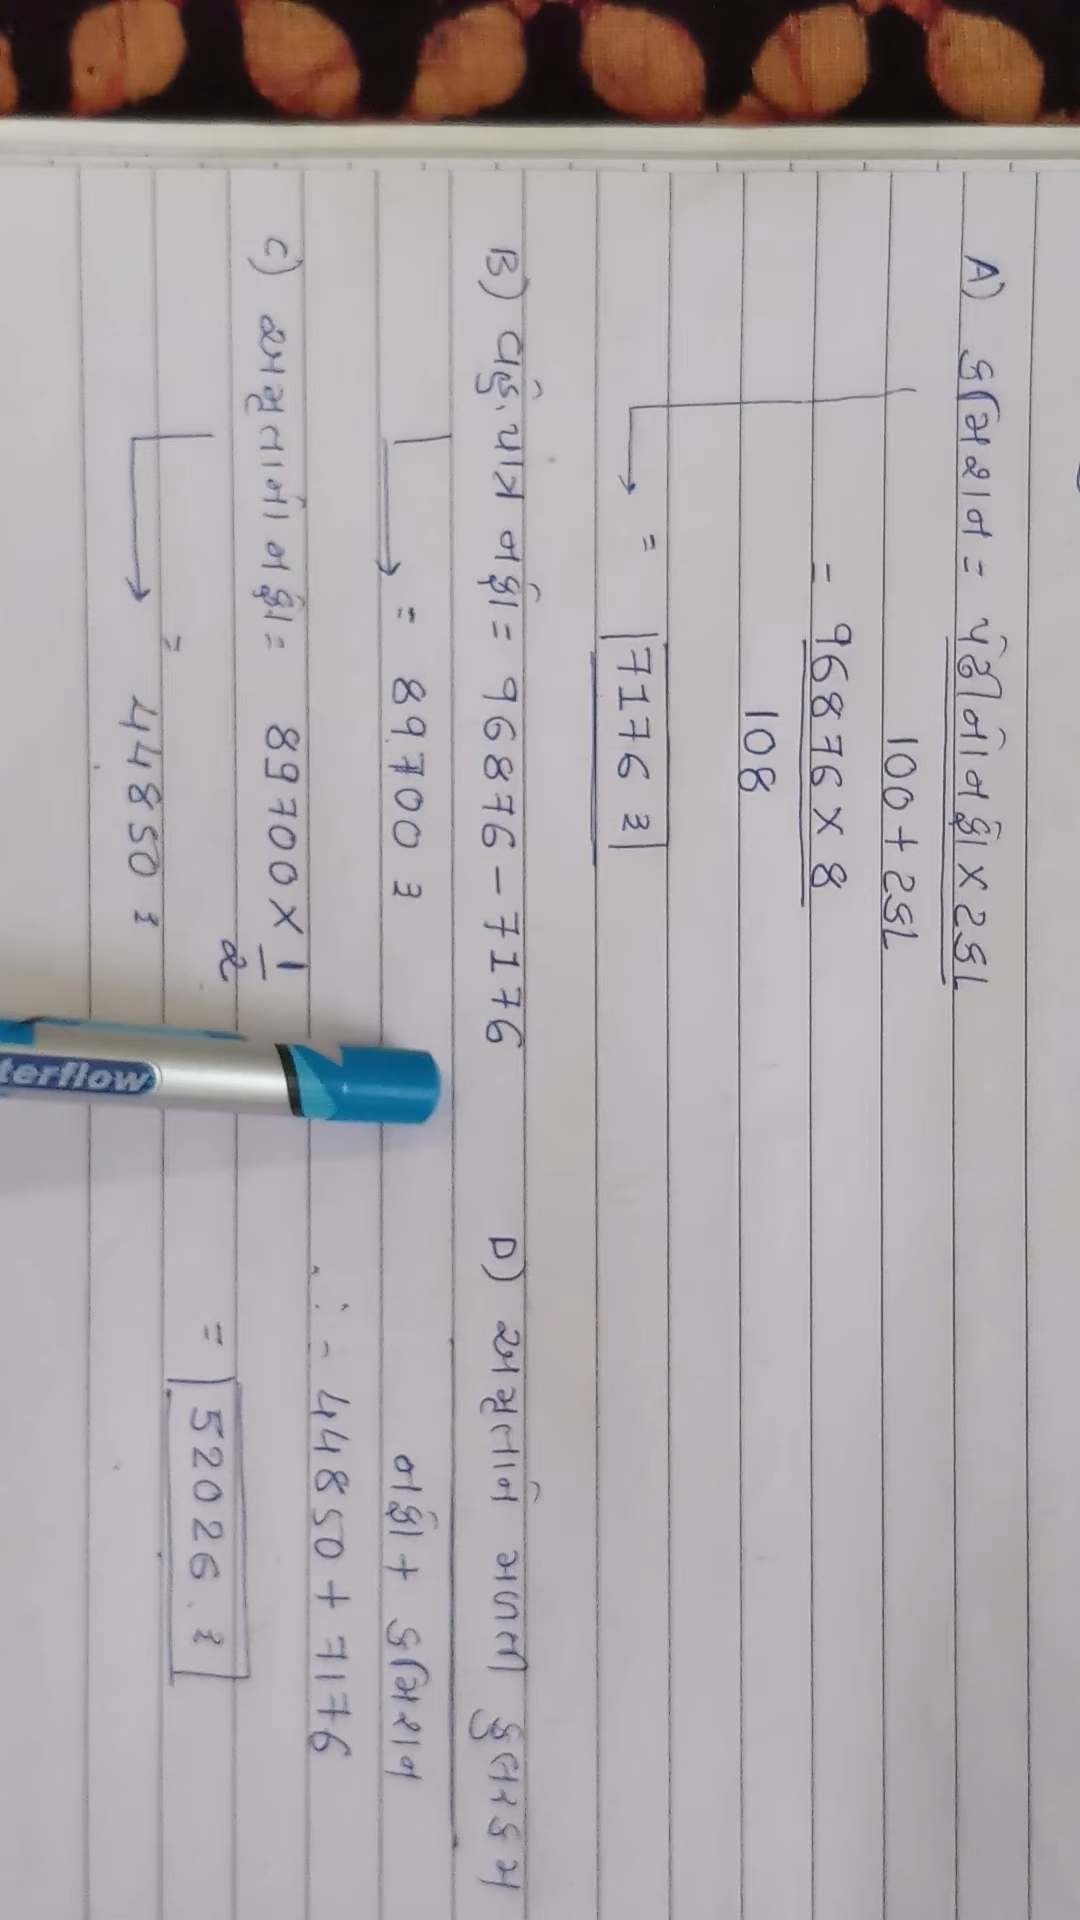 A) કમિશન = પેઢીનો નફો × દર
100 + દર
= 96876 × 8
108
= 7176 ₹
B) વહેં. પાત્ર નફો = 96876 - 7176
= 89700 ₹
C) અમૃતાનો નફો = 89700 × 1
2
= 44850 ₹
D) અમૃતાને મળતી કુલ રકમ
નફો + કમિશન
∴ - 44850 + 7176
= 52026 ₹
terflow